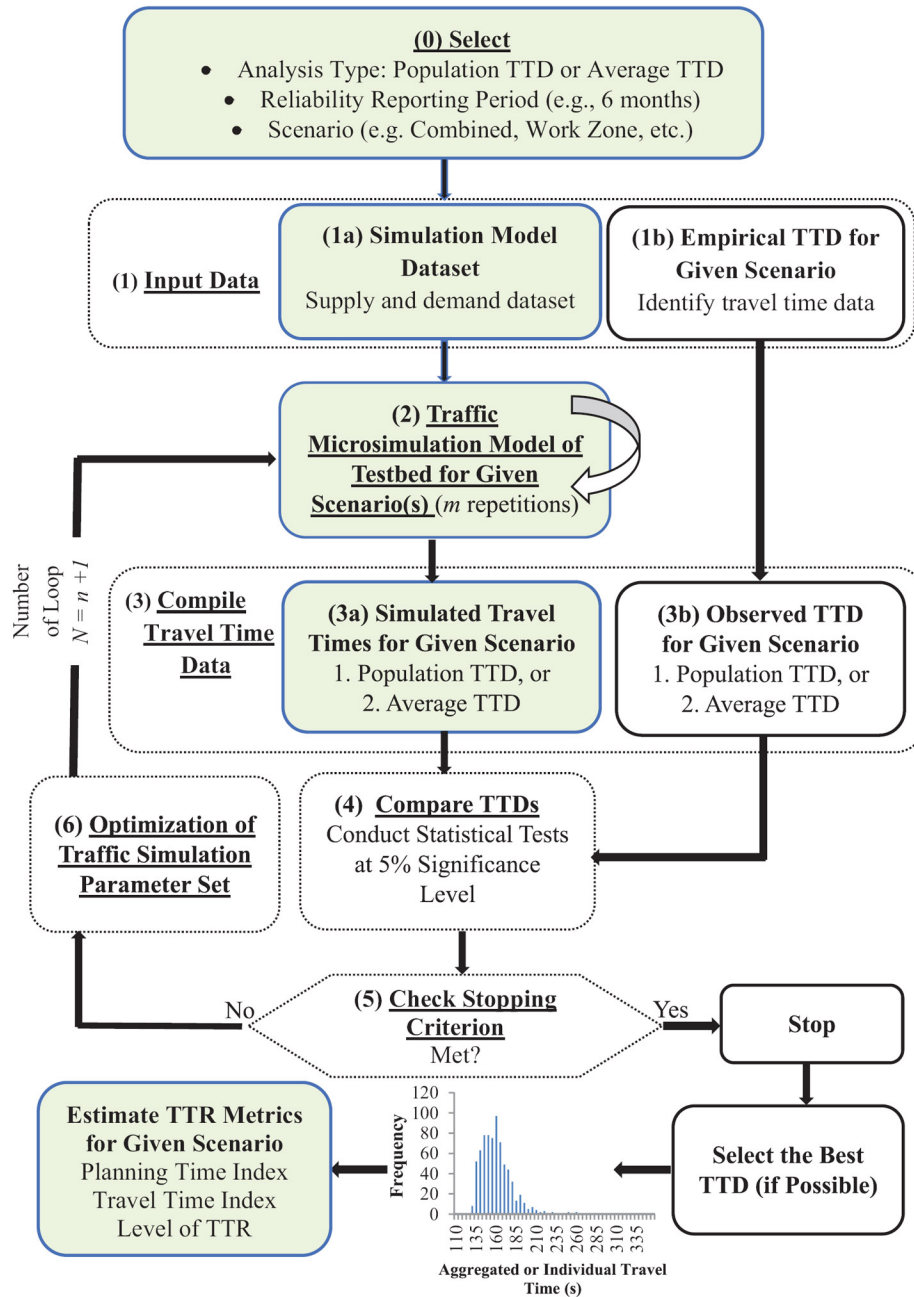 (0) Select
• Analysis Type: Population TTD or Average TTD
• Reliability Reporting Period (e.g., 6 months)
• Scenario (e.g. Combined, Work Zone, etc.)
(1) Input Data
(1a) Simulation Model
Dataset
Supply and demand dataset
(1b) Empirical TTD for
Given Scenario
Identify travel time data
(2) Traffic
Microsimulation Model of
Testbed for Given
Scenario(s) (m repetitions)
Number
of Loop
N = n +1
(3) Compile
Travel Time
Data
(3a) Simulated Travel
Times for Given Scenario
1. Population TTD, or
2. Average TTD
(3b) Observed TTD
for Given Scenario
1. Population TTD, or
2. Average TTD
(6) Optimization of
Traffic Simulation
Parameter Set
(4) Compare TTDs
Conduct Statistical Tests
at 5% Significance
Level
No
(5) Check Stopping
Criterion
Met?
Yes
Stop
Estimate TTR Metrics
for Given Scenario
Planning Time Index
Travel Time Index
Level of TTR
Frequency
120
100
80
60
40
20
0
110
135
160
185
210
235
260
285
310
335
Aggregated or Individual Travel
Time (s)
Select the Best
TTD (if Possible)